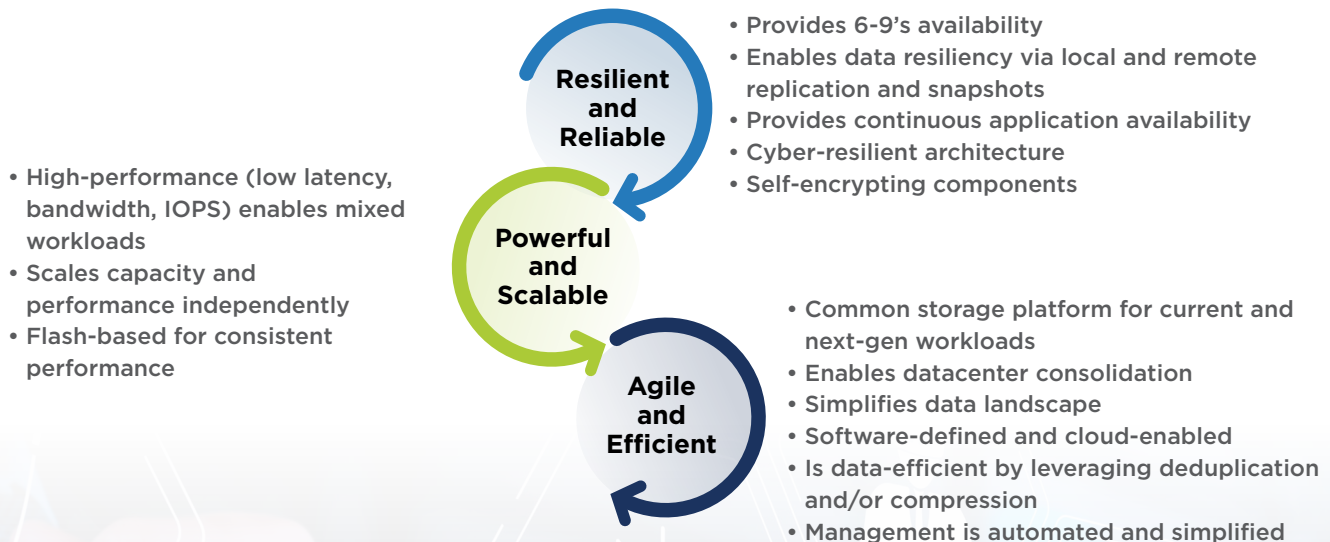 Resilient
and
Reliable
• Provides 6-9’s availability
• Enables data resiliency via local and remote
replication and snapshots
• Provides continuous application availability
• Cyber-resilient architecture
• Self-encrypting components
Powerful
and
Scalable
• High-performance (low latency,
bandwidth, IOPS) enables mixed
workloads
• Scales capacity and
performance independently
• Flash-based for consistent
performance
Agile
and
Efficient
• Common storage platform for current and
next-gen workloads
• Enables datacenter consolidation
• Simplifies data landscape
• Software-defined and cloud-enabled
• Is data-efficient by leveraging deduplication
and/or compression
• Management is automated and simplified